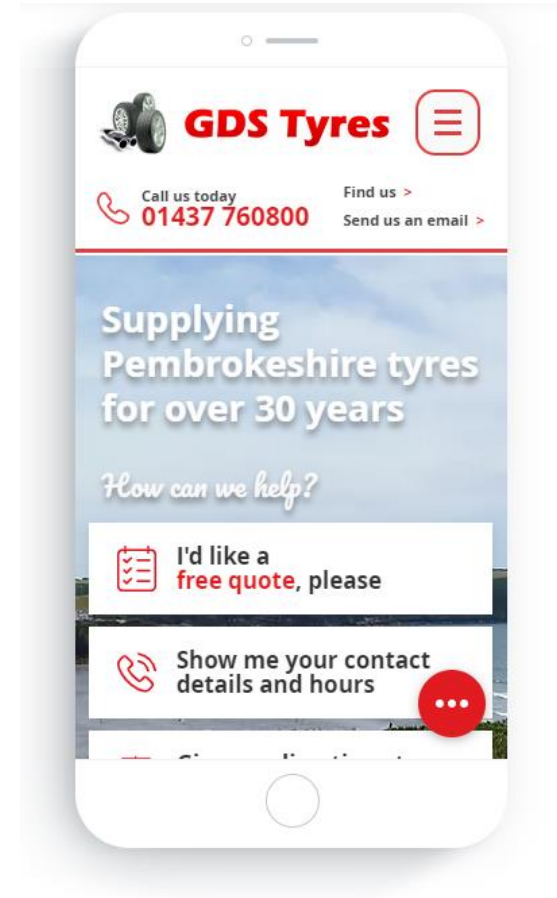 GDS Tyres
Call us today
01437 760800
Find us >
Send us an email >
Supplying
Pembrokeshire tyres
for over 30 years
How can we help?
I'd like a
free quote, please
Show me your contact
details and hours